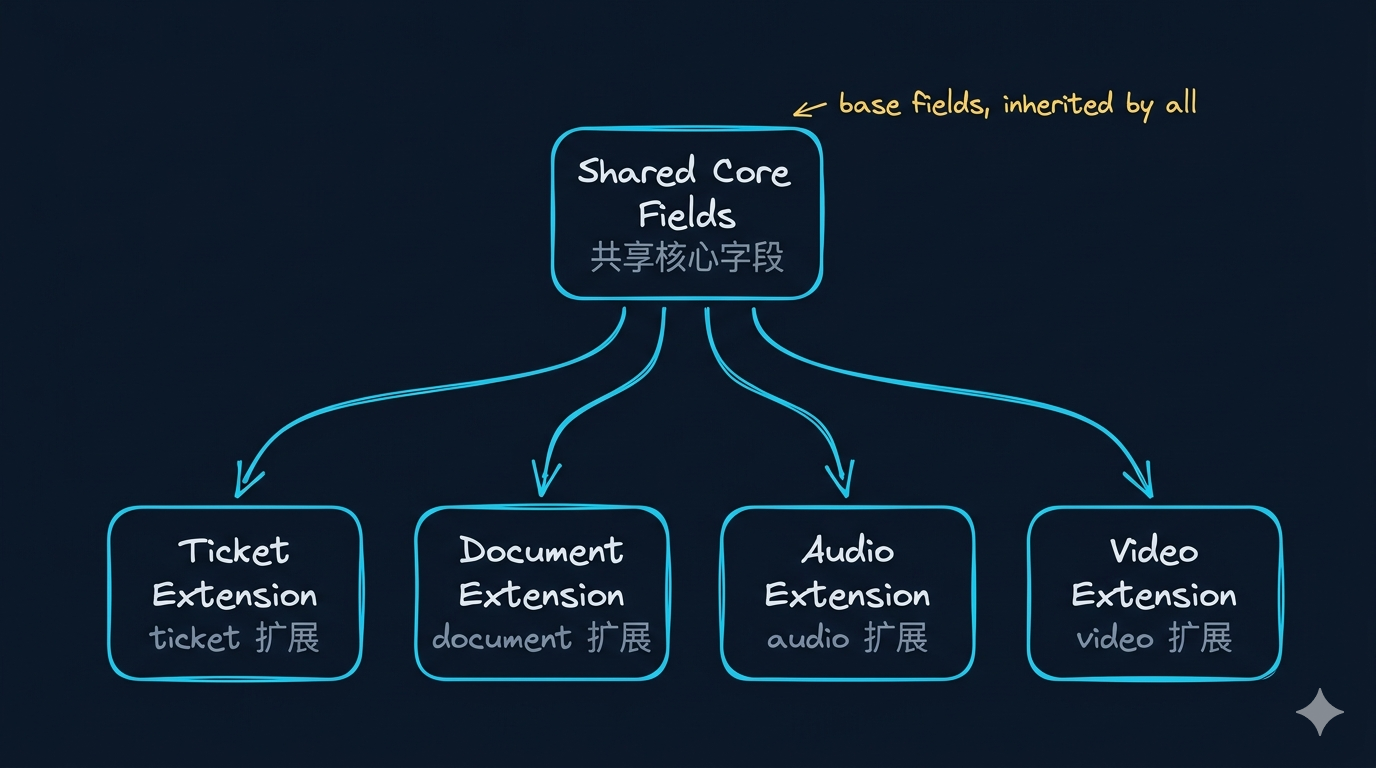 base fields, inherited by all
Shared Core
Fields
共享核心字段
Ticket
Extension
ticket 扩展
Document
Extension
document 扩展
Audio
Extension
audio 扩展
Video
Extension
video 扩展